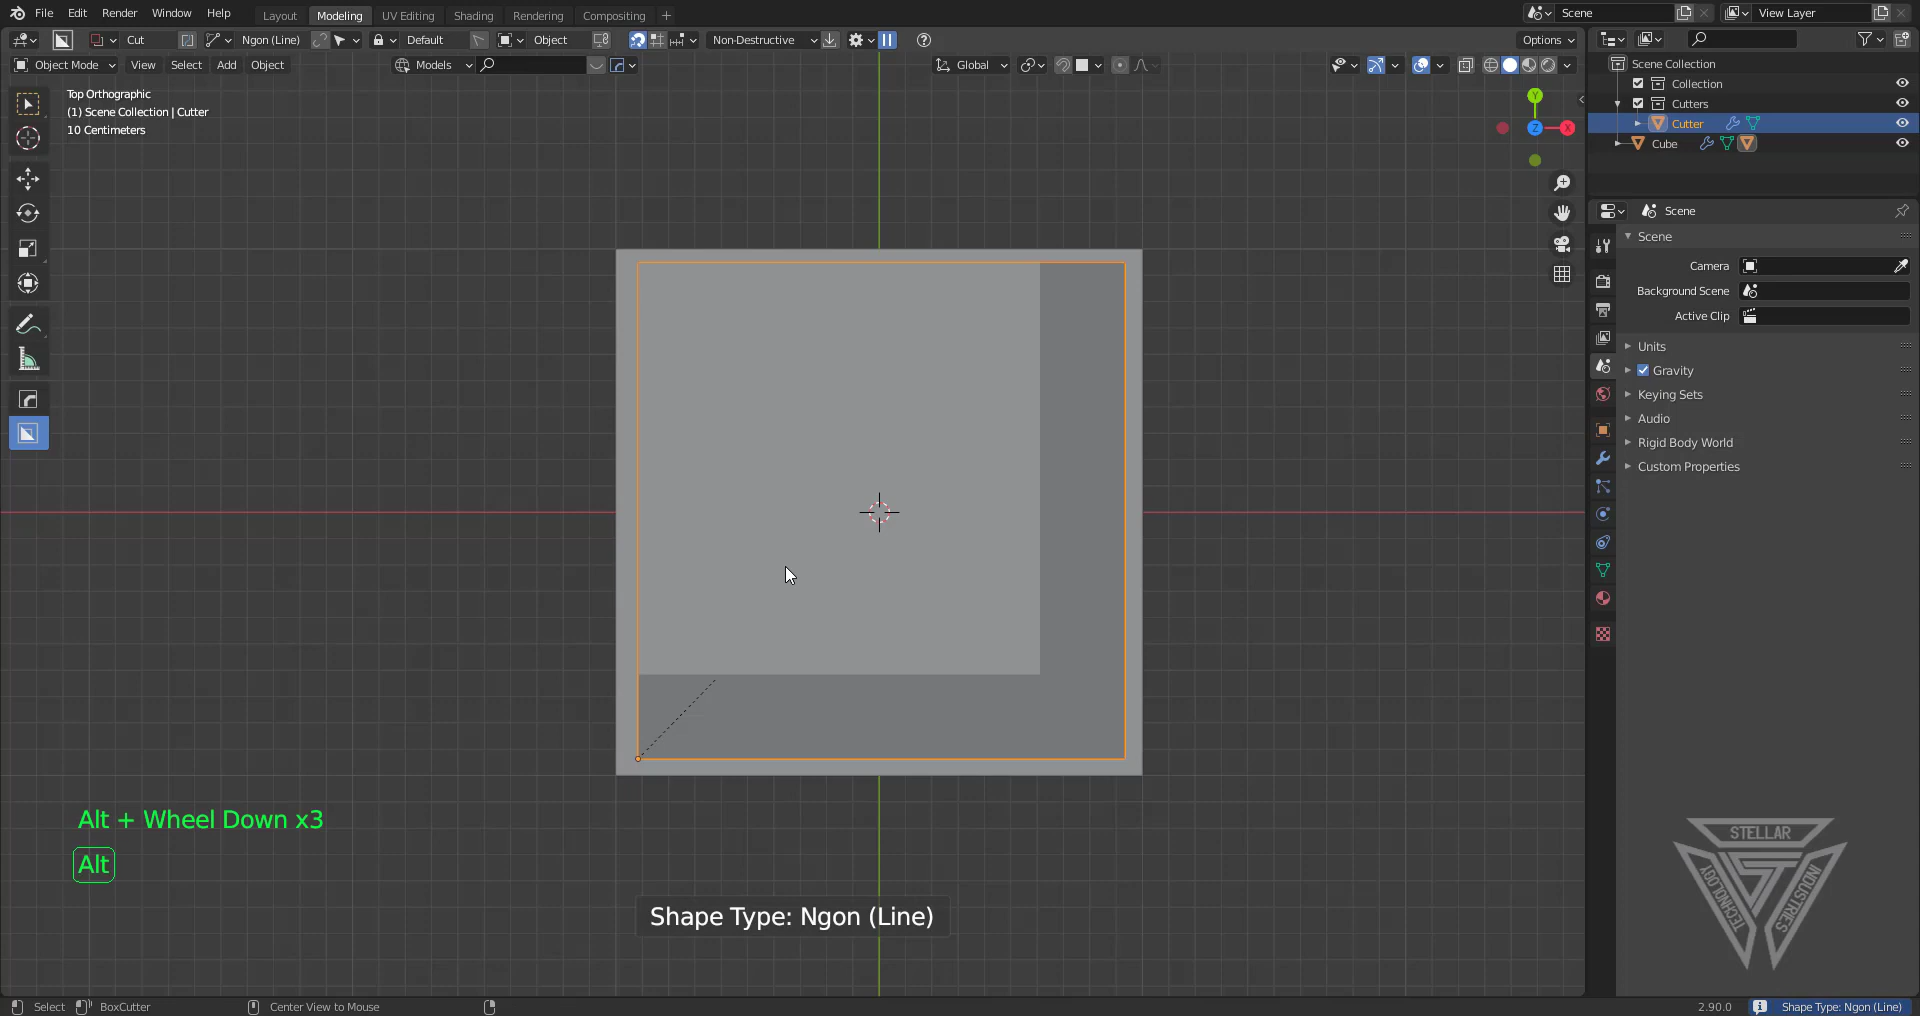 File Edit Render Window Help Layout Modeling UV Editing Shading Rendering Compositing + Scene View Layer
Cut Ngon (Line) Default Object Non-Destructive Options
Object Mode View Select Add Object Models Global
Top Orthographic
(1) Scene Collection | Cutter
10 Centimeters
Y
Z
X
Scene Collection
Collection
Cutters
Cutter
Cube
Scene
Scene
Camera
Background Scene
Active Clip
Units
Gravity
Keying Sets
Audio
Rigid Body World
Custom Properties
Alt + Wheel Down x3
Alt
Shape Type: Ngon (Line)
STELLAR
TECHNOLOGY
INDUSTRIES
Select BoxCutter Center View to Mouse 2.90.0 Shape Type: Ngon (Line)